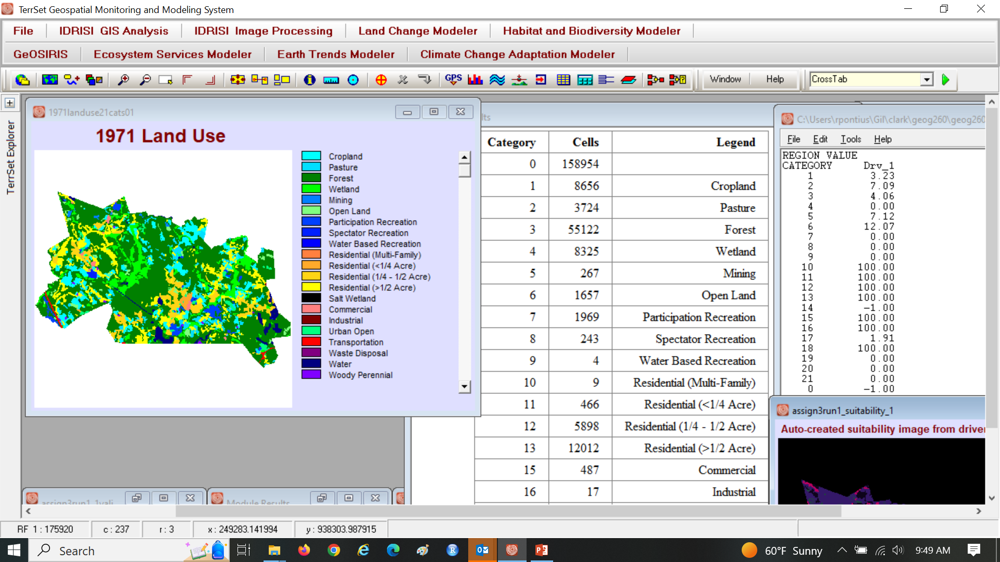 TerrSet Geospatial Monitoring and Modeling System
File IDRISI GIS Analysis IDRISI Image Processing Land Change Modeler Habitat and Biodiversity Modeler
GeOSIRIS Ecosystem Services Modeler Earth Trends Modeler Climate Change Adaptation Modeler
GPS Window Help CrossTab
TerrSet Explorer
1971landuse21cats01
1971 Land Use
Cropland
Pasture
Forest
Wetland
Mining
Open Land
Participation Recreation
Spectator Recreation
Water Based Recreation
Residential (Multi-Family)
Residential (<1/4 Acre)
Residential (1/4 - 1/2 Acre)
Residential (>1/2 Acre)
Salt Wetland
Commercial
Industrial
Urban Open
Transportation
Waste Disposal
Water
Woody Perennial
lts
Category Cells Legend
0 158954
1 8656 Cropland
2 3724 Pasture
3 55122 Forest
4 8325 Wetland
5 267 Mining
6 1657 Open Land
7 1969 Participation Recreation
8 243 Spectator Recreation
9 4 Water Based Recreation
10 9 Residential (Multi-Family)
11 466 Residential (<1/4 Acre)
12 5898 Residential (1/4 - 1/2 Acre)
13 12012 Residential (>1/2 Acre)
15 487 Commercial
16 17 Industrial
C:\Users\rpontius\Gil\clark\geog260\geog260
File Edit Tools Help
REGION VALUE
CATEGORY Drv_1
1 3.23
2 7.09
3 4.06
4 0.00
5 7.12
6 12.07
7 0.00
8 0.00
9 0.00
10 100.00
11 100.00
12 100.00
13 100.00
14 -1.00
15 100.00
16 100.00
17 1.91
18 100.00
19 0.00
20 0.00
21 0.00
0 -1.00
assign3run1_suitability_1
Auto-created suitability image from driver
assign3run1_1vali
Module Results
RF 1 : 175920 c : 237 r : 3 x : 249283.141994 y : 938303.987915
Search
60°F Sunny 9:49 AM